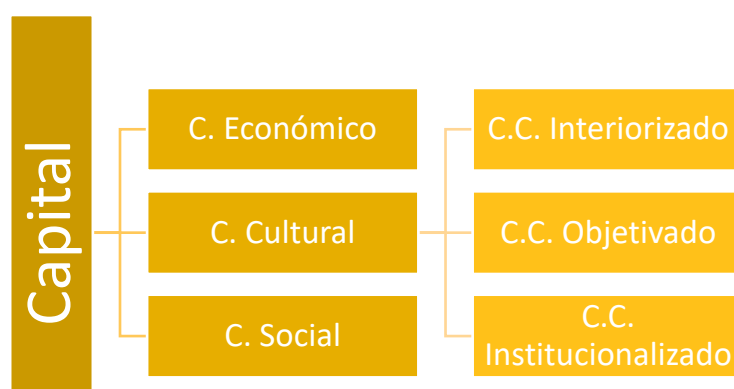 Capital
C. Económico
C. Cultural
C. Social
C.C. Interiorizado
C.C. Objetivado
C.C.
Institucionalizado